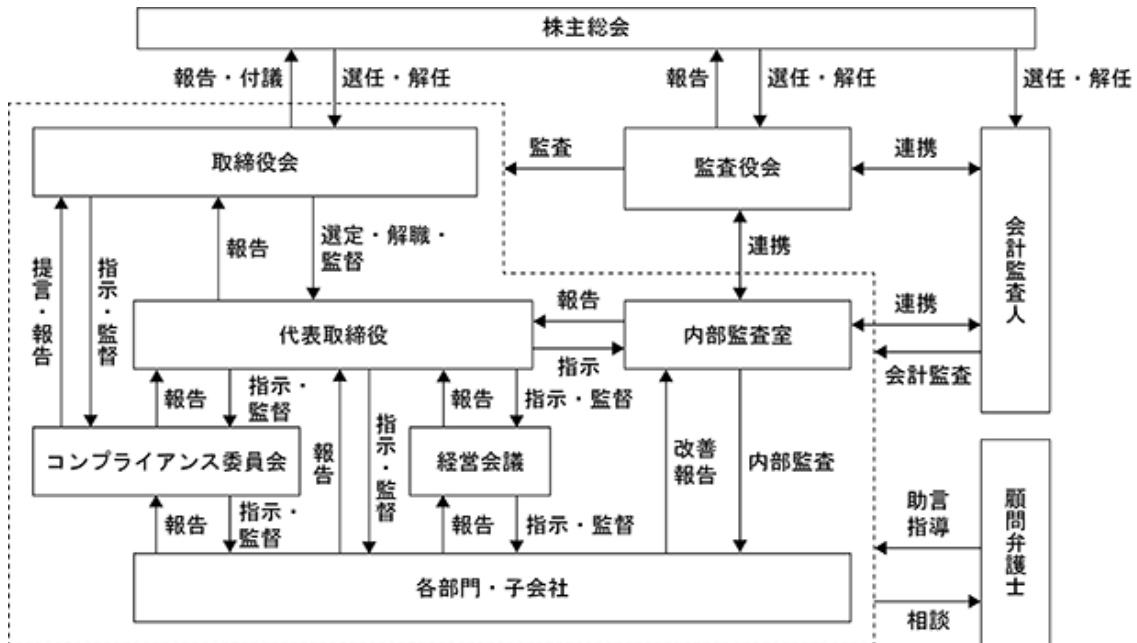 株主総会
報告・付議
選任・解任
報告
選任・解任
選任・解任
取締役会
監査
監査役会
連携
会計監査人
提言・報告
指示・監督
報告
選定・解職・
監督
連携
代表取締役
報告
指示
内部監査室
連携
会計監査
報告
指示・
監督
報告
指示・監督
報告
指示・監督
コンプライアンス委員会
経営会議
改善
報告
内部監査
報告
指示・
監督
報告
指示・監督
各部門・子会社
助言
指導
顧問弁護士
相談